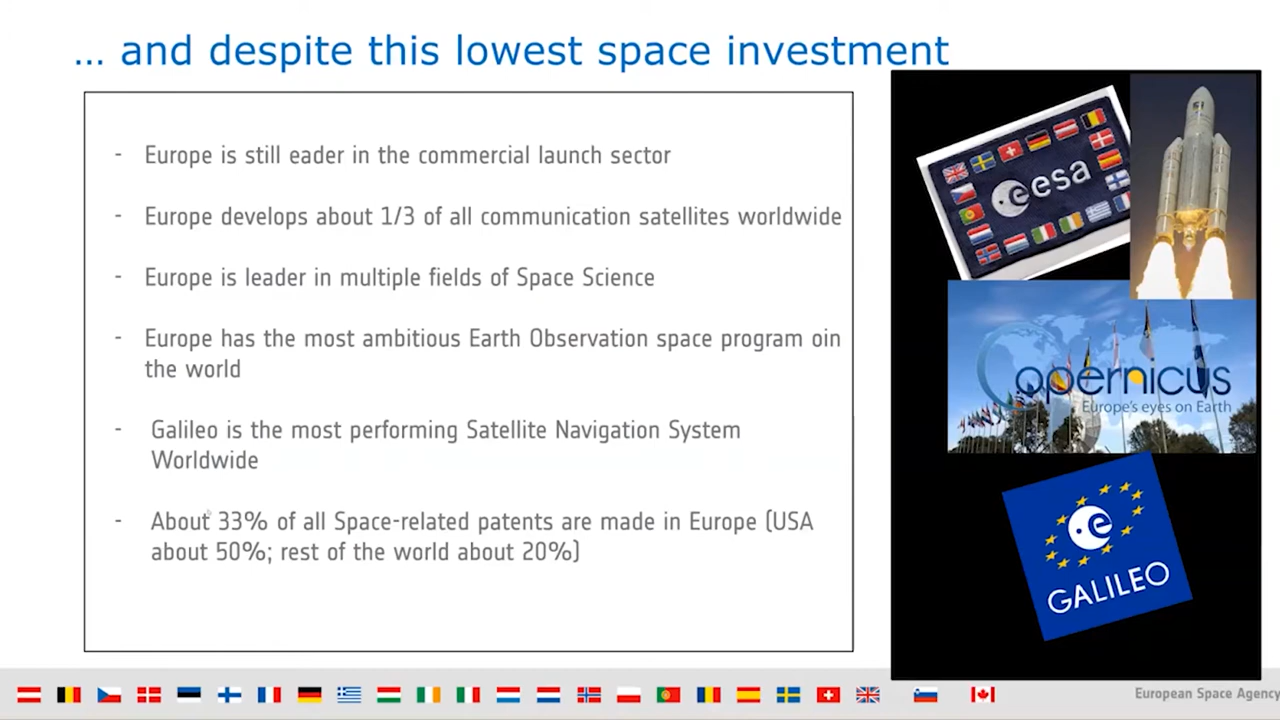 ... and despite this lowest space investment
- Europe is still eader in the commercial launch sector
- Europe develops about 1/3 of all communication satellites worldwide
- Europe is leader in multiple fields of Space Science
- Europe has the most ambitious Earth Observation space program oin
the world
- Galileo is the most performing Satellite Navigation System
Worldwide
- About 33% of all Space-related patents are made in Europe (USA
about 50%; rest of the world about 20%)
eesa
opernicus
Europe's eyes on Earth
e
GALILEO
European Space Agency